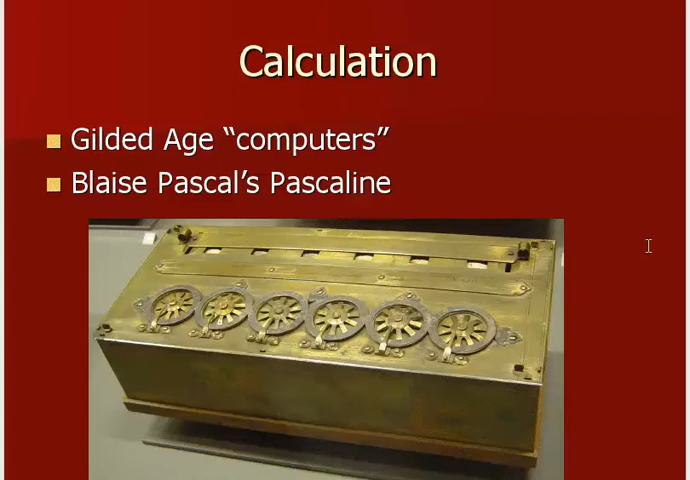 Calculation
Gilded Age “computers”
Blaise Pascal’s Pascaline